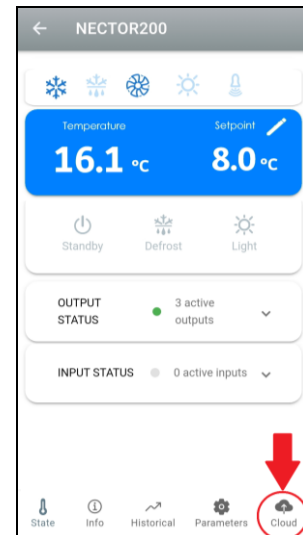 NECTOR200
Temperature Setpoint
16.1 °C 8.0 °C
Standby Defrost Light
OUTPUT STATUS 3 active outputs
INPUT STATUS 0 active inputs
State Info Historical Parameters Cloud